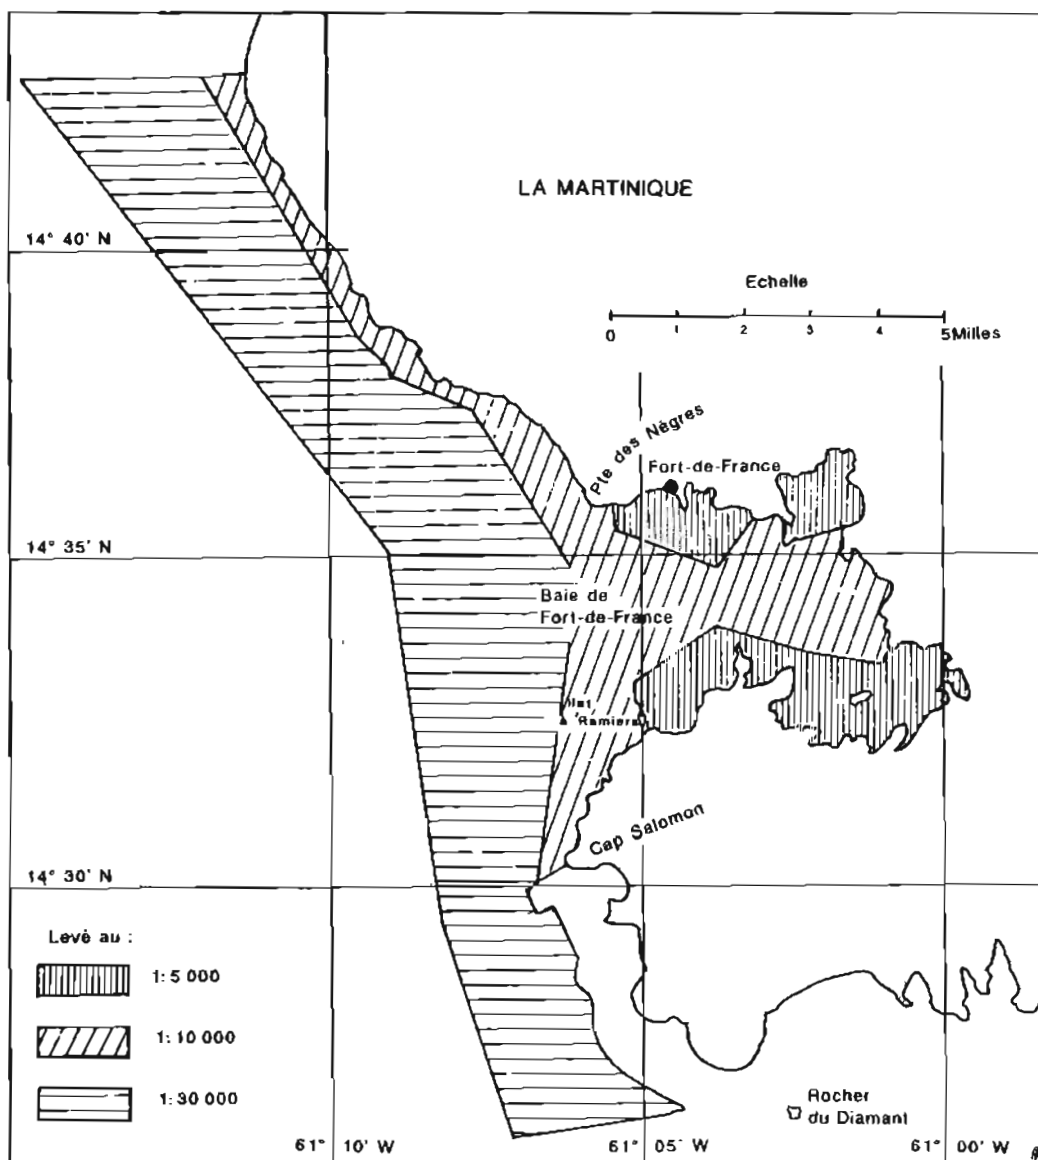 LA MARTINIQUE
14° 40' N
Echelle
0 1 2 3 4 5 Milles
Pte des Nègres
Fort-de-France
14° 35' N
Baie de
Fort-de-France
Ilet
Ramiers
Cap Salomon
14° 30' N
Levé au :
1: 5 000
1: 10 000
1: 30 000
Rocher
du Diamant
61° 10' W
61° 05' W
61° 00' W